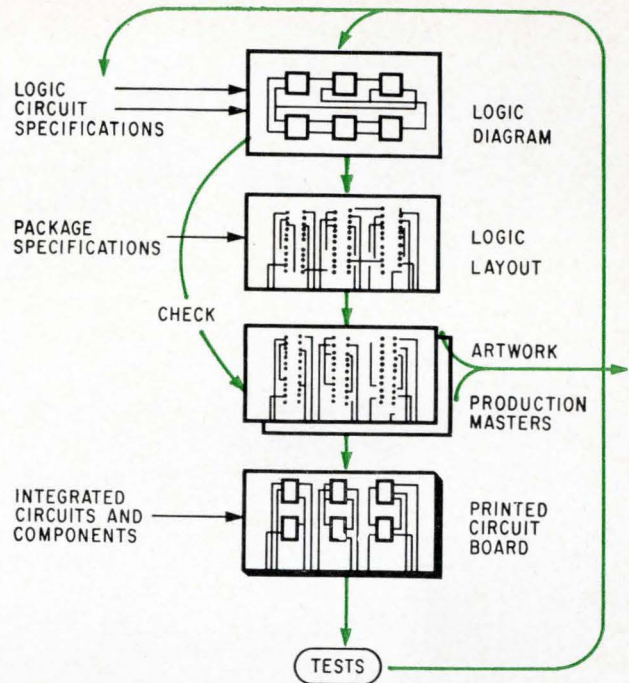 LOGIC
CIRCUIT
SPECIFICATIONS
LOGIC
DIAGRAM
PACKAGE
SPECIFICATIONS
LOGIC
LAYOUT
CHECK
ARTWORK
PRODUCTION
MASTERS
INTEGRATED
CIRCUITS AND
COMPONENTS
PRINTED
CIRCUIT
BOARD
TESTS